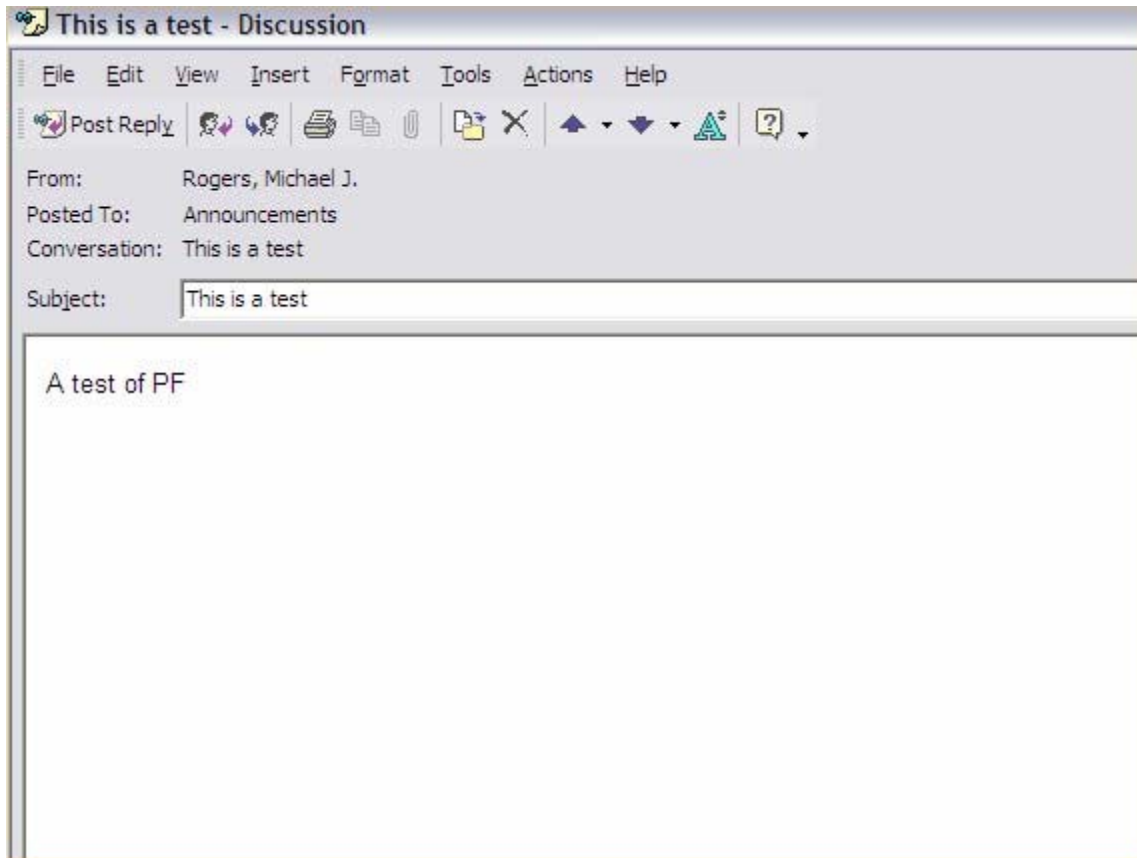 This is a test - Discussion
File Edit View Insert Format Tools Actions Help
Post Reply
From: Rogers, Michael J.
Posted To: Announcements
Conversation: This is a test
Subject: This is a test
A test of PF